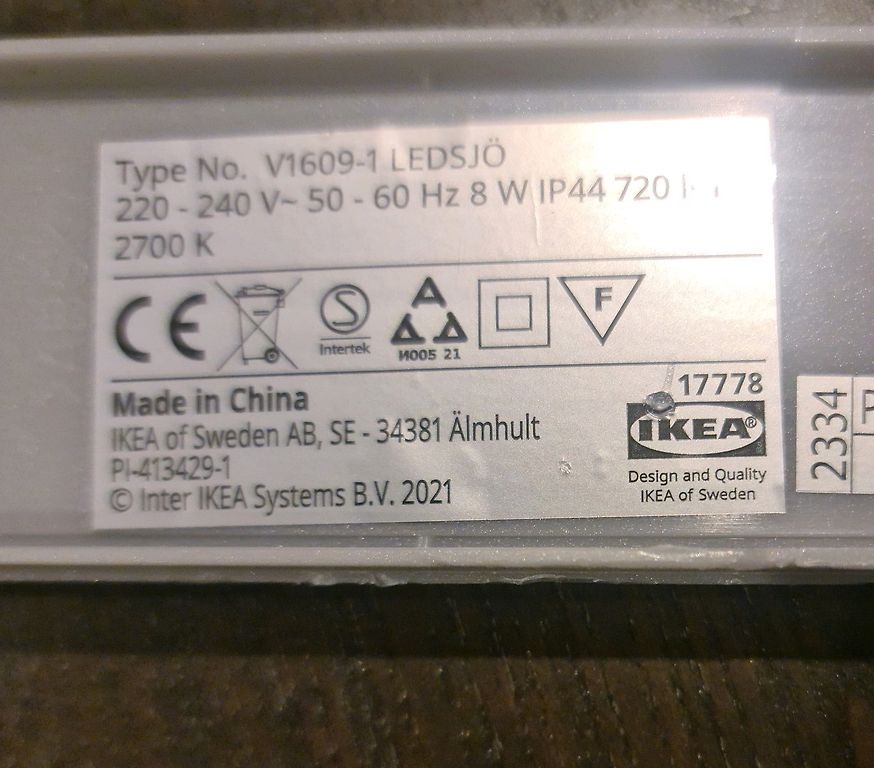 Type No. V1609-1 LEDSJÖ
220 - 240 V~ 50 - 60 Hz 8 W IP44 720
2700 K
CE
S
Intertek
И005 21
F
Made in China
IKEA of Sweden AB, SE - 34381 Älmhult
PI-413429-1
© Inter IKEA Systems B.V. 2021
17778
IKEA®
Design and Quality
IKEA of Sweden
2334